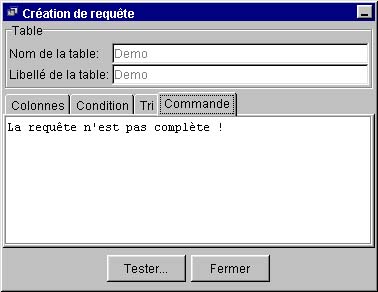 Création de requête
Table
Nom de la table: Demo
Libellé de la table: Demo
Colonnes Condition Tri Commande
La requête n'est pas complète !
Tester... Fermer